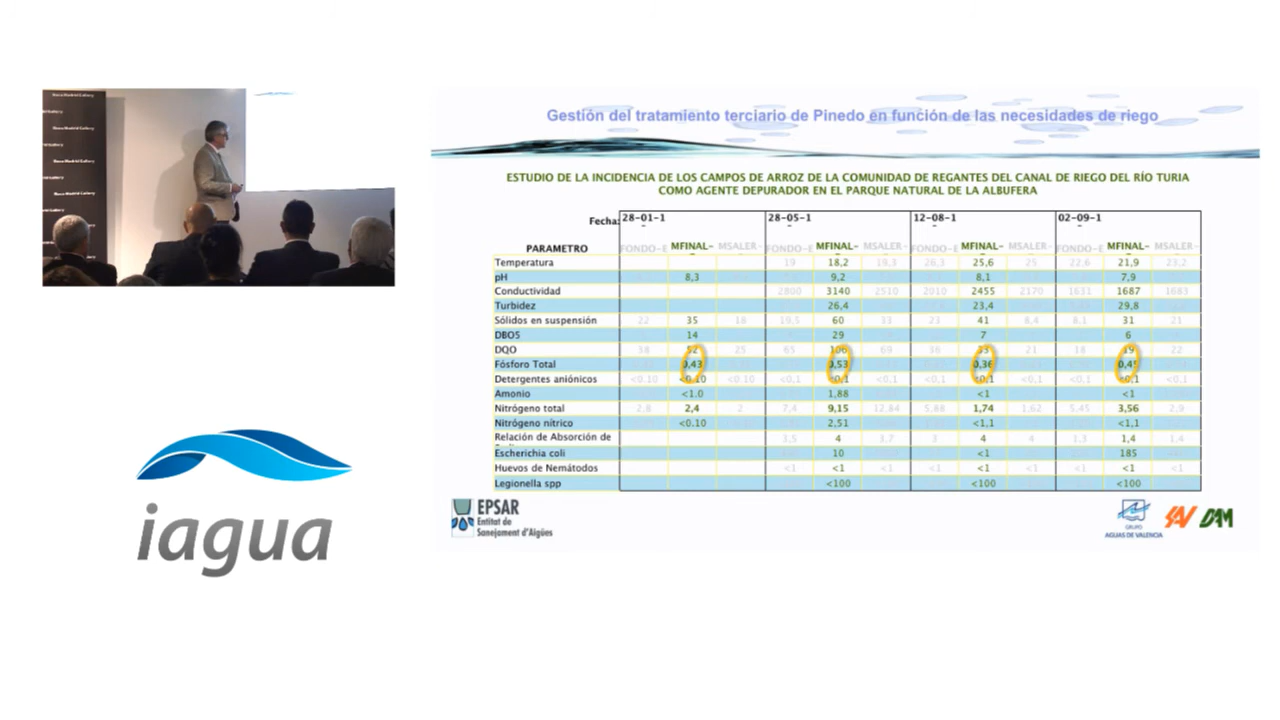 Gestión del tratamiento terciario de Pinedo en función de las necesidades de riego
ESTUDIO DE LA INCIDENCIA DE LOS CAMPOS DE ARROZ DE LA COMUNIDAD DE REGANTES DEL CANAL DE RIEGO DEL RÍO TURIA
COMO AGENTE DEPURADOR EN EL PARQUE NATURAL DE LA ALBUFERA
Fecha: 28-01-1 28-05-1 12-08-1 02-09-1
PARAMETRO FONDO-E MFINAL- MSALER- FONDO-E MFINAL- MSALER- FONDO-E MFINAL- MSALER- FONDO-E MFINAL- MSALER-
Temperatura 19 18,2 19,3 26,3 25,6 25 22,6 21,9 23,2
pH 8,3 9,2 8,1 7,9
Conductividad 2800 3140 2510 2010 2455 2170 1631 1687 1683
Turbidez 26,4 23,4 29,8
Sólidos en suspensión 22 35 18 19,5 60 33 23 41 8,4 8,1 31 21
DBO5 14 29 7 6
DQO 38 52 25 65 106 69 36 33 21 18 19 22
Fósforo Total 0,43 0,53 0,36 0,45
Detergentes aniónicos <0,10 <0,10 <0,10 <0,1 <0,1 <0,1 <0,1 <0,1 <0,1 <0,1 <0,1 <0,1
Amonio <1.0 1,88 <1 <1
Nitrógeno total 2,8 2,4 2 7,4 9,15 12,84 5,88 1,74 1,62 5,45 3,56 2,9
Nitrógeno nítrico <0.10 2,51 <1,1 <1,1
Relación de Absorción de 3,5 4 3,7 3 4 4 1,3 1,4 1,4
Escherichia coli 10 <1 185
Huevos de Nemátodos <1 <1 <1 <1 <1 <1 <1 <1 <1
Legionella spp <100 <100 <100
EPSAR
Entitat de
Sanejament d'Aigües
GRUPO
AGUAS DE VALENCIA
SAV DAM
iagua